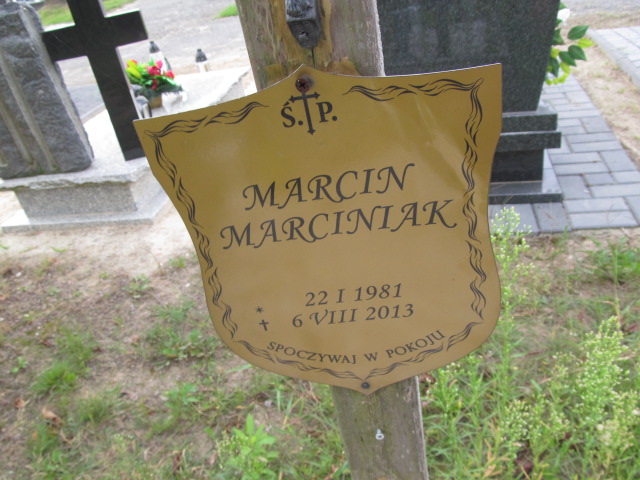 Ś.†P.
MARCIN
MARCINIAK
* 22 I 1981
† 6 VIII 2013
SPOCZYWAJ W POKOJU